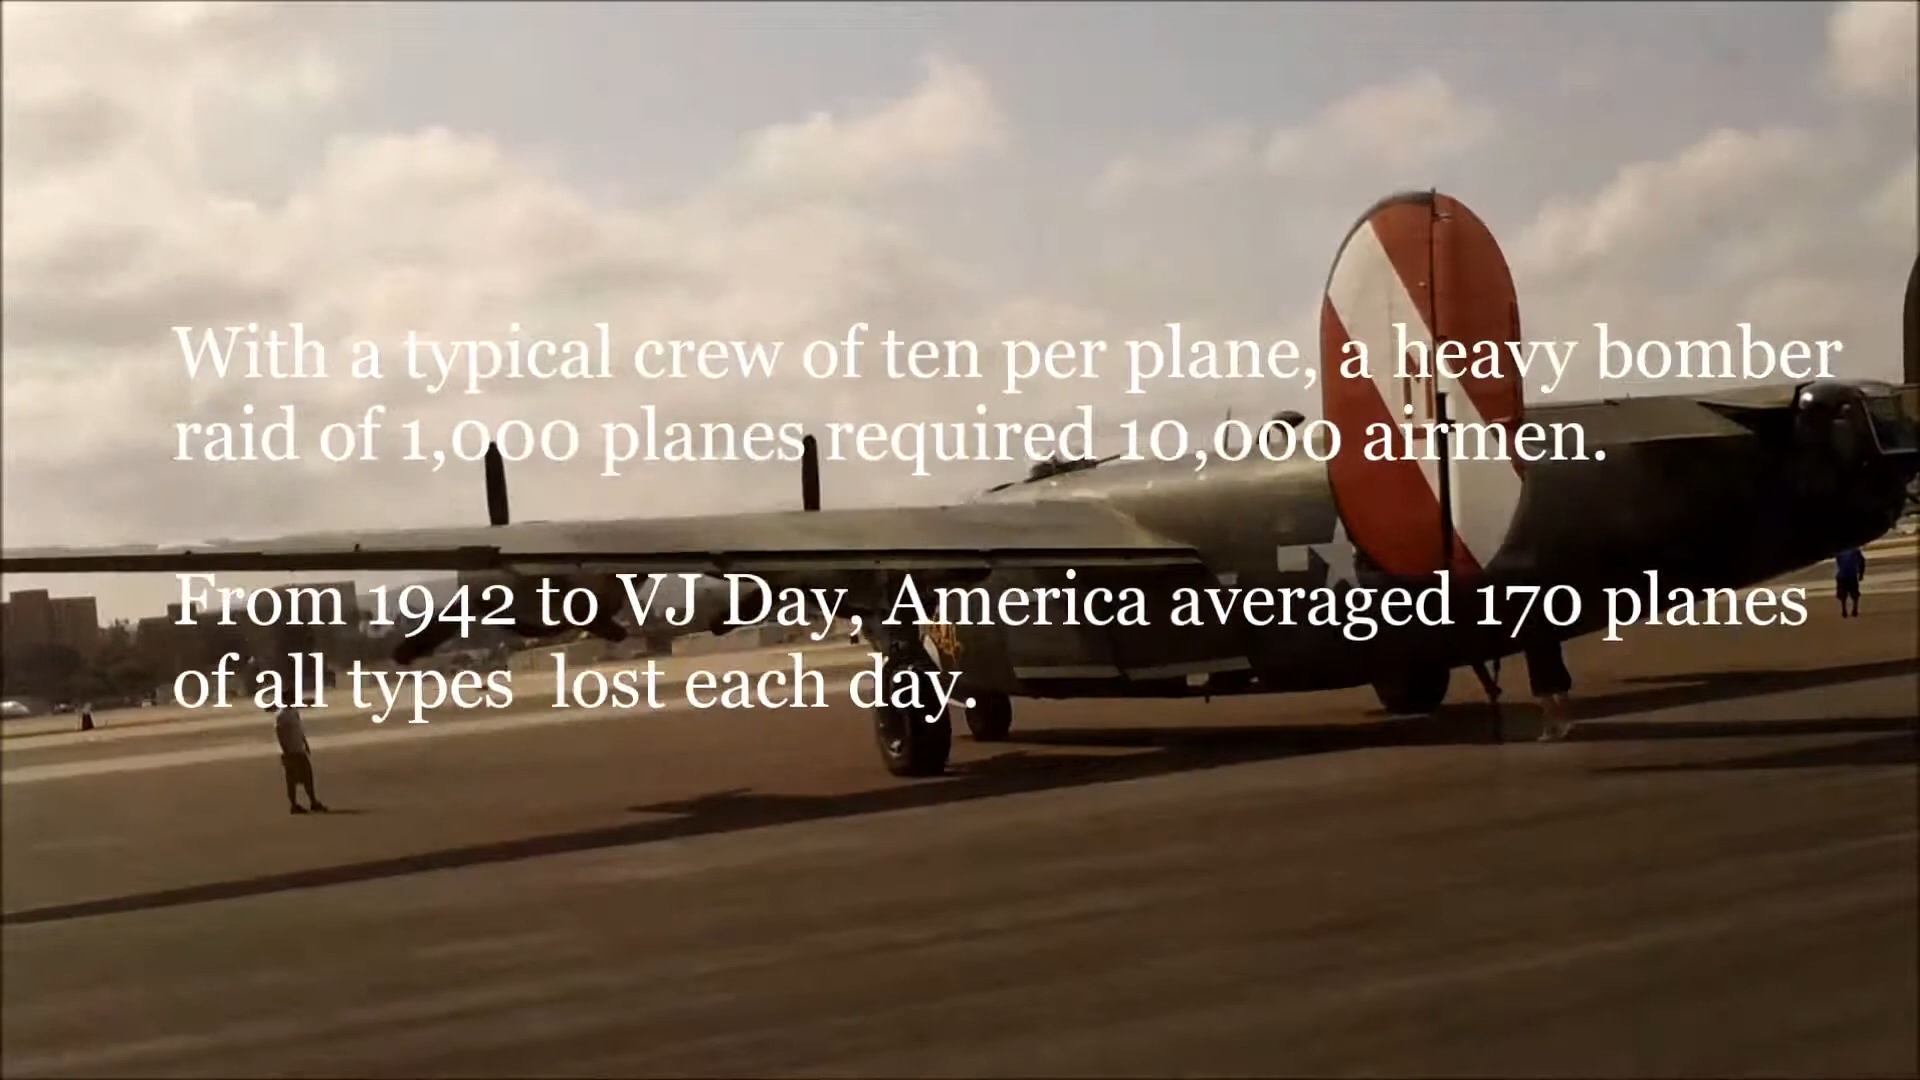 With a typical crew of ten per plane, a heavy bomber
raid of 1,000 planes required 10,000 airmen.
From 1942 to VJ Day, America averaged 170 planes
of all types  lost each day.